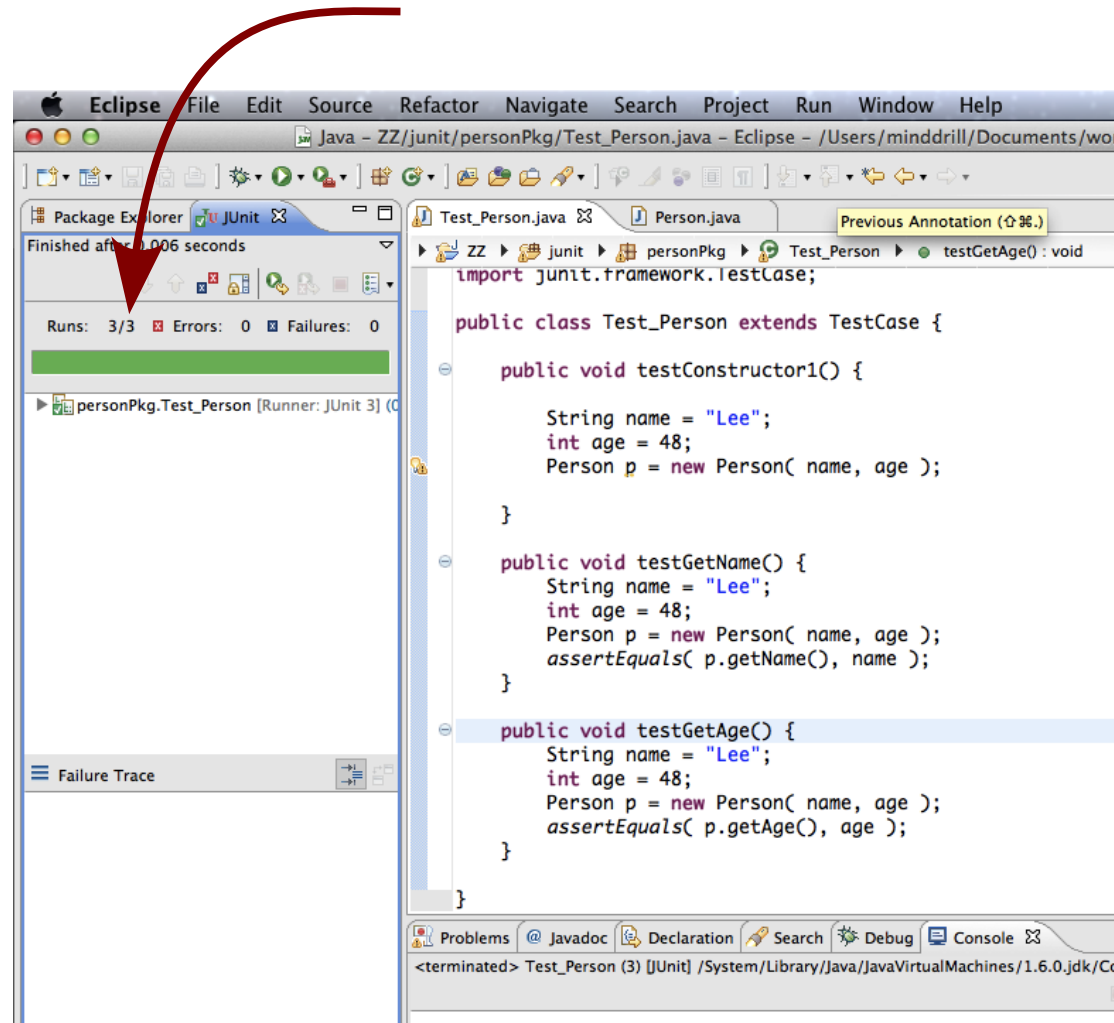 Eclipse File Edit Source Refactor Navigate Search Project Run Window Help
Java – ZZ/junit/personPkg/Test_Person.java – Eclipse – /Users/minddrill/Documents/wo
Package Explorer JUnit
Finished after 0.006 seconds
Runs: 3/3 Errors: 0 Failures: 0
personPkg.Test_Person [Runner: JUnit 3] (0
Failure Trace
Test_Person.java Person.java
Previous Annotation (⇧⌘.)
ZZ junit personPkg Test_Person testGetAge() : void
import junit.framework.TestCase;
public class Test_Person extends TestCase {
public void testConstructor1() {
String name = "Lee";
int age = 48;
Person p = new Person( name, age );
}
public void testGetName() {
String name = "Lee";
int age = 48;
Person p = new Person( name, age );
assertEquals( p.getName(), name );
}
public void testGetAge() {
String name = "Lee";
int age = 48;
Person p = new Person( name, age );
assertEquals( p.getAge(), age );
}
}
Problems @ Javadoc Declaration Search Debug Console
<terminated> Test_Person (3) [JUnit] /System/Library/Java/JavaVirtualMachines/1.6.0.jdk/Co